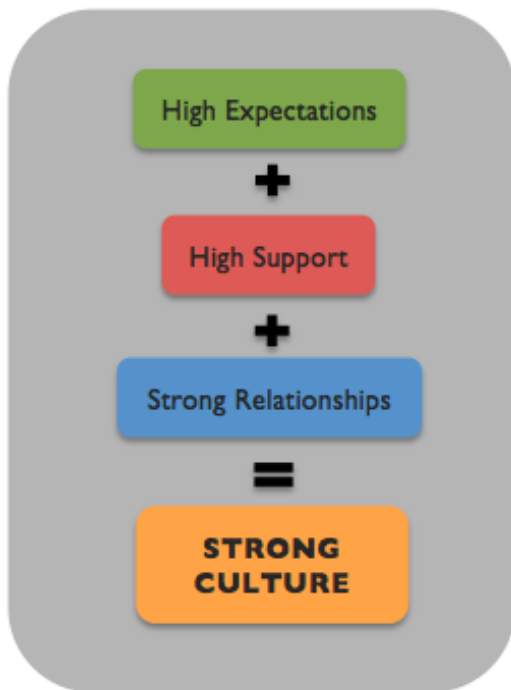 High Expectations
+
High Support
+
Strong Relationships
=
STRONG
CULTURE